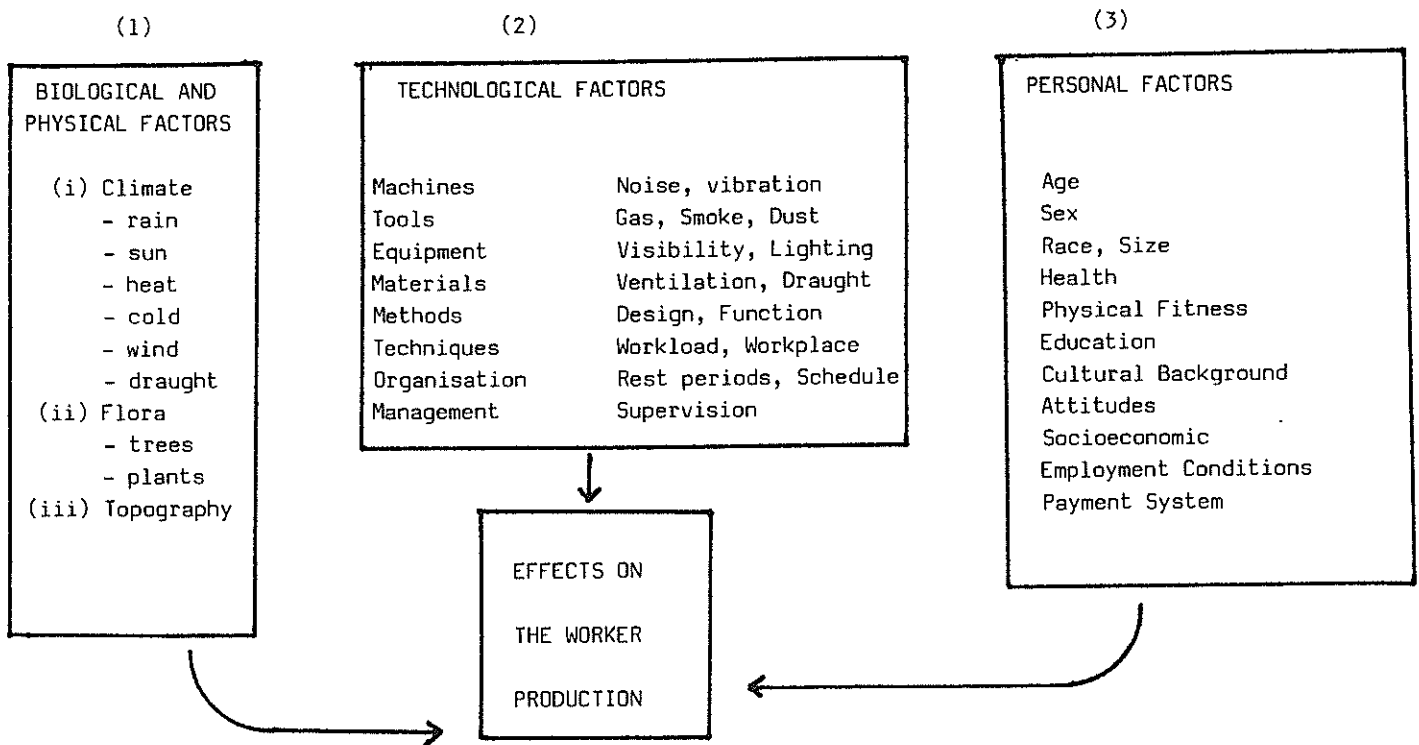 (1)
BIOLOGICAL AND
PHYSICAL FACTORS
(i) Climate
- rain
- sun
- heat
- cold
- wind
- draught
(ii) Flora
- trees
- plants
(iii) Topography
(2)
TECHNOLOGICAL FACTORS
Machines Noise, vibration
Tools Gas, Smoke, Dust
Equipment Visibility, Lighting
Materials Ventilation, Draught
Methods Design, Function
Techniques Workload, Workplace
Organisation Rest periods, Schedule
Management Supervision
(3)
PERSONAL FACTORS
Age
Sex
Race, Size
Health
Physical Fitness
Education
Cultural Background
Attitudes
Socioeconomic
Employment Conditions
Payment System
EFFECTS ON
THE WORKER
PRODUCTION